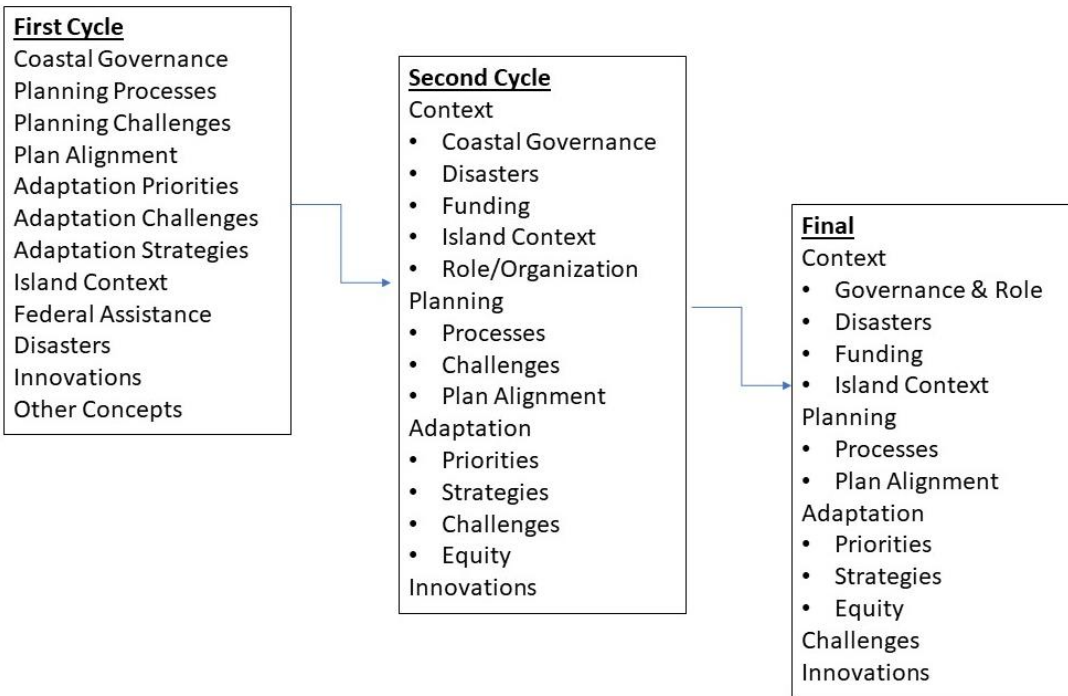 First Cycle
Coastal Governance
Planning Processes
Planning Challenges
Plan Alignment
Adaptation Priorities
Adaptation Challenges
Adaptation Strategies
Island Context
Federal Assistance
Disasters
Innovations
Other Concepts
Second Cycle
Context
• Coastal Governance
• Disasters
• Funding
• Island Context
• Role/Organization
Planning
• Processes
• Challenges
• Plan Alignment
Adaptation
• Priorities
• Strategies
• Challenges
• Equity
Innovations
Final
Context
• Governance & Role
• Disasters
• Funding
• Island Context
Planning
• Processes
• Plan Alignment
Adaptation
• Priorities
• Strategies
• Equity
Challenges
Innovations